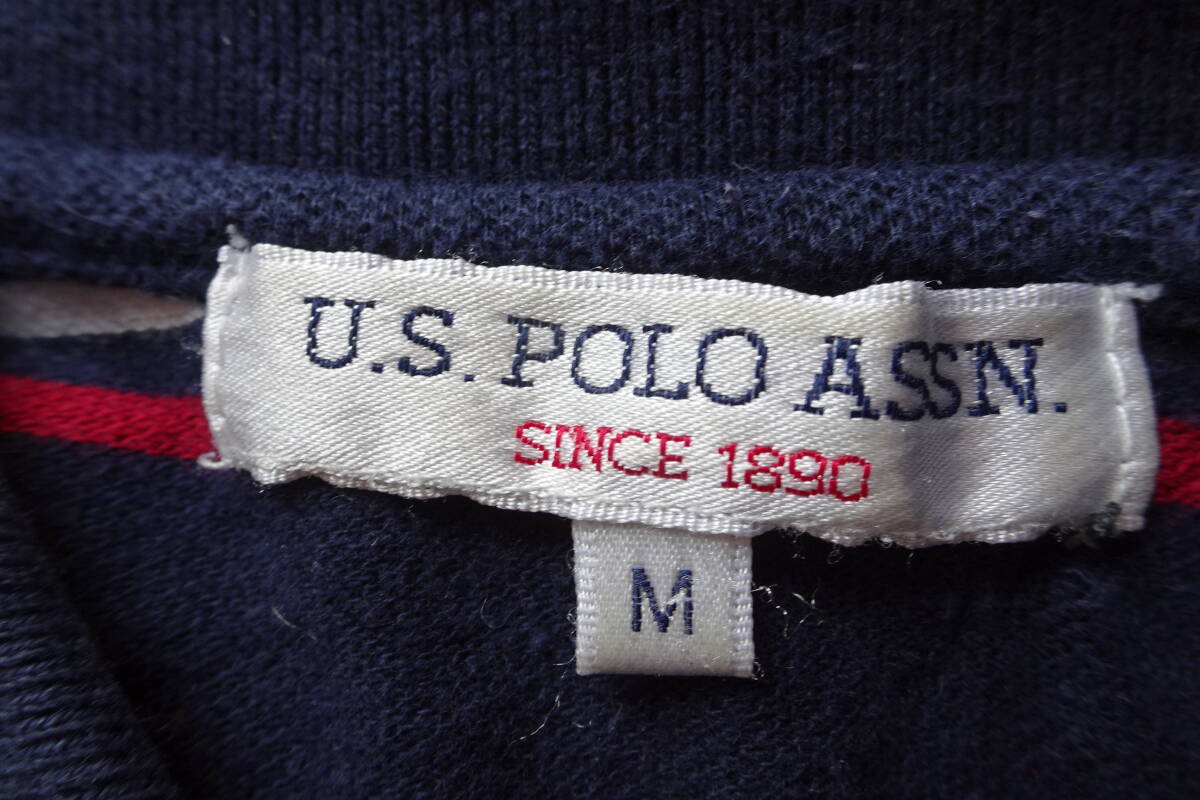 U.S. POLO ASSN.
SINCE 1890
M